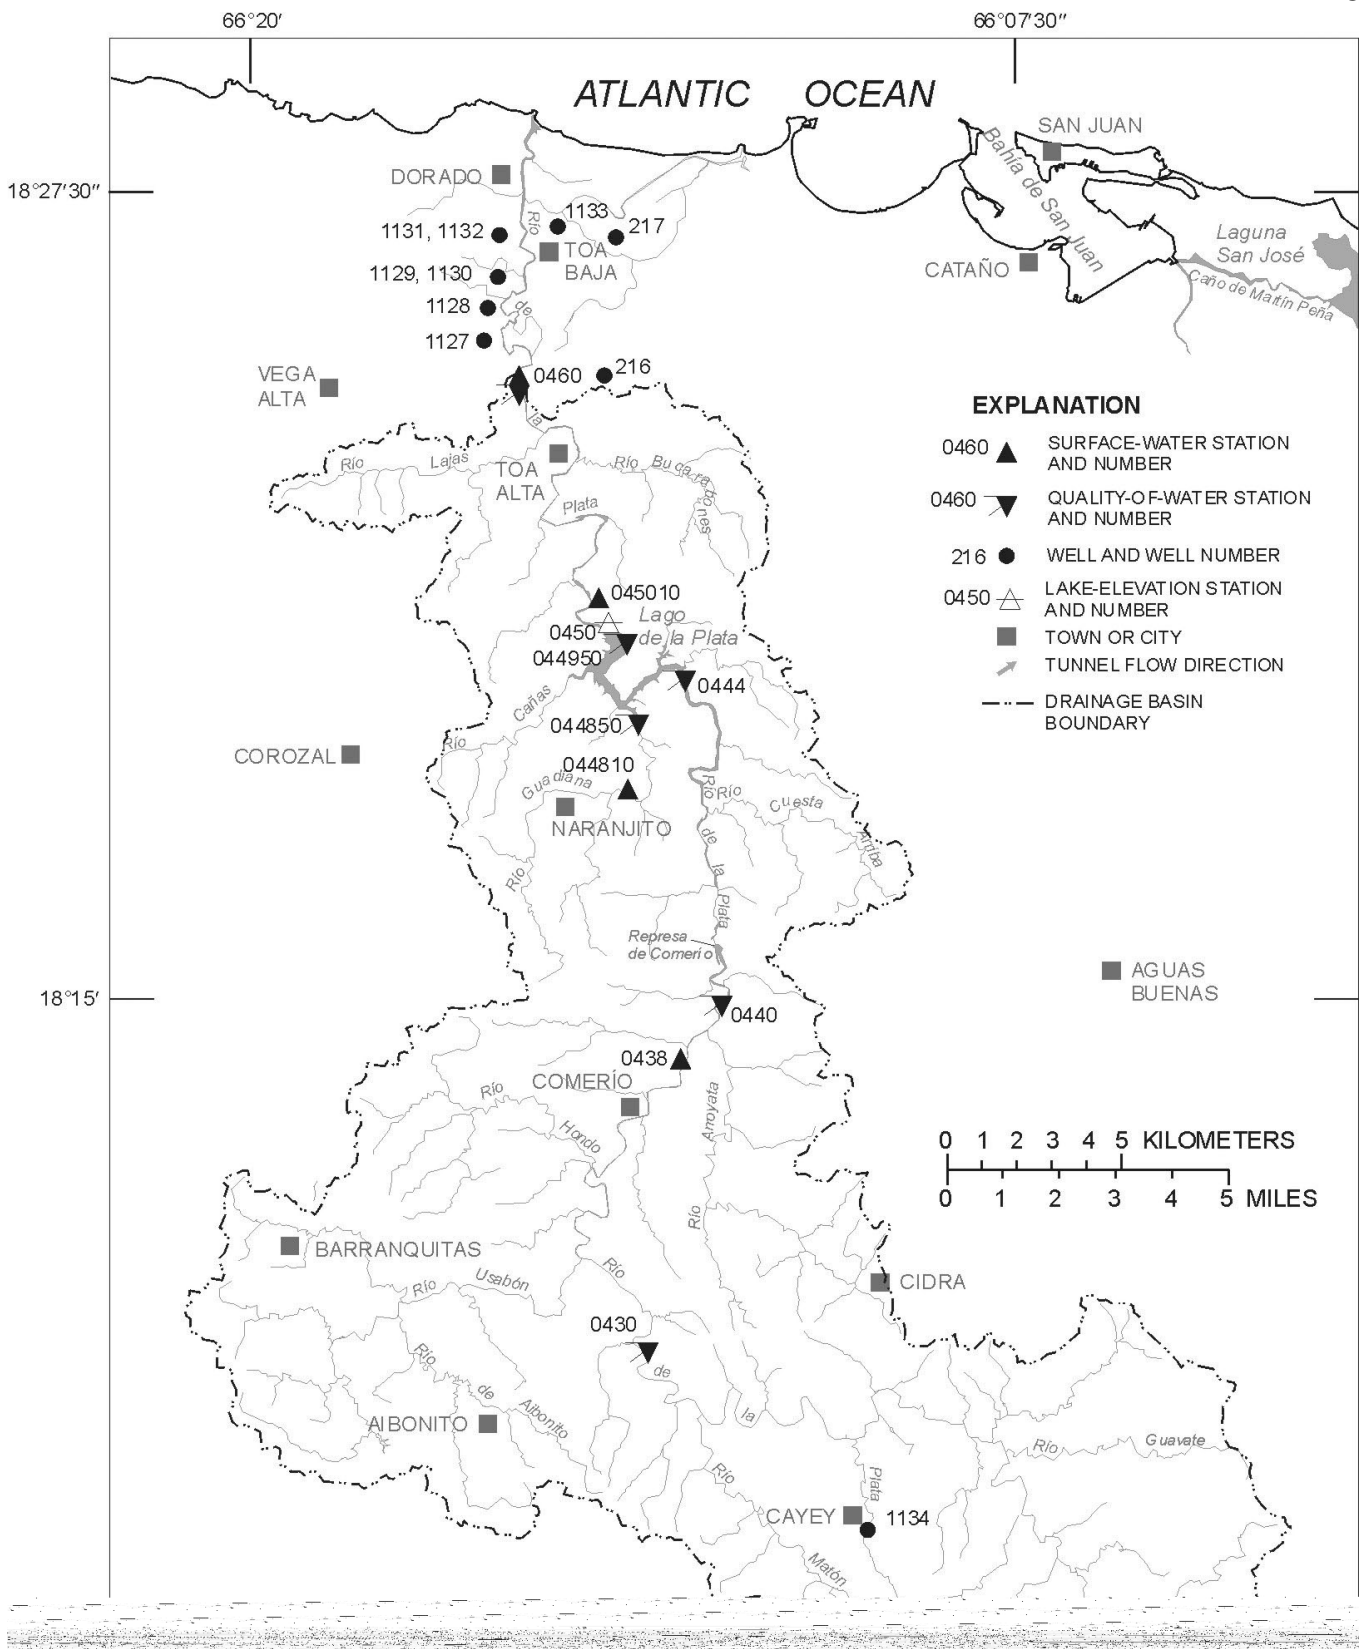 66°20′
66°07′30″
ATLANTIC OCEAN
SAN JUAN
Bahía de San Juan
DORADO
18°27′30″
1133
Río
217
1131, 1132
TOA
BAJA
Laguna
San José
1129, 1130
CATAÑO
Caño de Martín Peña
1128
de
1127
VEGA
ALTA
0460
216
la
EXPLANATION
0460 SURFACE-WATER STATION
AND NUMBER
0460 QUALITY-OF-WATER STATION
AND NUMBER
216 WELL AND WELL NUMBER
0450 LAKE-ELEVATION STATION
AND NUMBER
TOWN OR CITY
TUNNEL FLOW DIRECTION
DRAINAGE BASIN
BOUNDARY
Río Lajas
TOA
ALTA
Río Bucarabones
Plata
045010
Lago
de la Plata
0450
044950
0444
Río Cañas
044850
COROZAL
044810
Río Guadiana
NARANJITO
Río
de
la
Plata
Río Cuesta Arriba
Represa
de Comerío
AGUAS
BUENAS
18°15′
0440
0438
COMERÍO
Río Hondo
Río Anoyata
0 1 2 3 4 5 KILOMETERS
0 1 2 3 4 5 MILES
BARRANQUITAS
Río Usabón
Río
CIDRA
0430
de
la
Río de Aibonito
AIBONITO
Río Guavate
Río Matón
Plata
CAYEY
1134